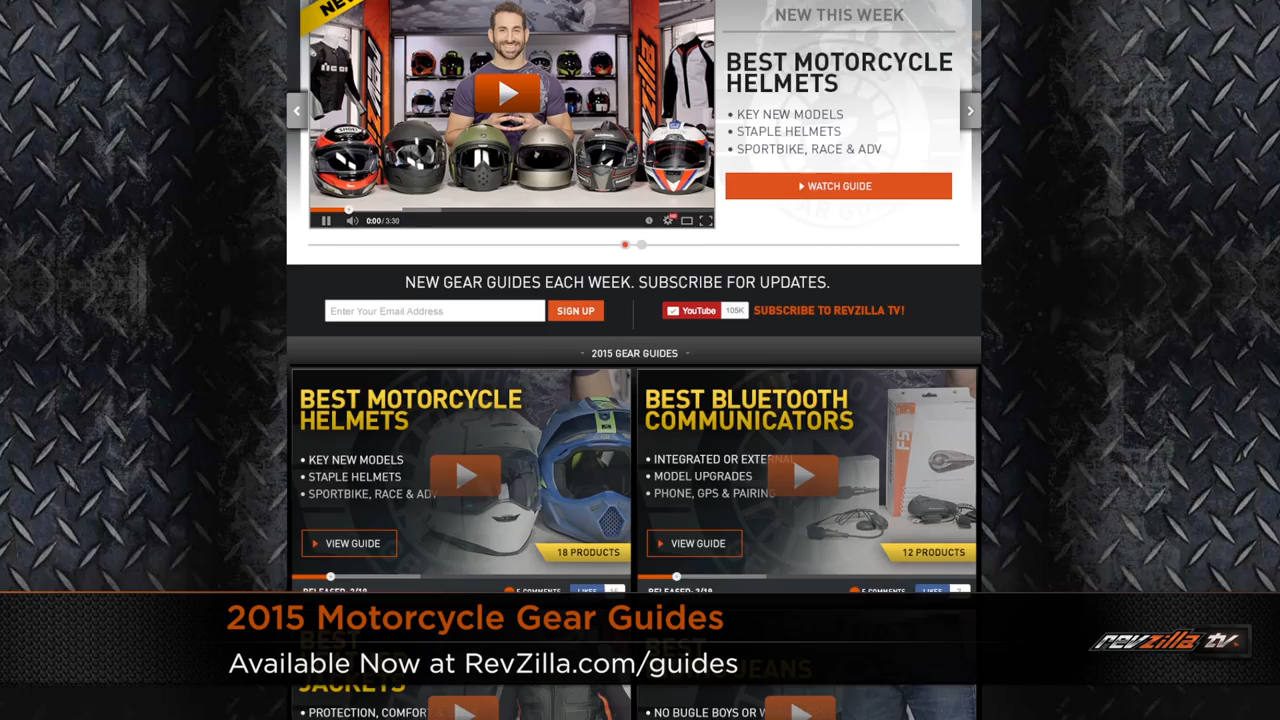 NEW THIS WEEK
BEST MOTORCYCLE
HELMETS
• KEY NEW MODELS
• STAPLE HELMETS
• SPORTBIKE, RACE & ADV
WATCH GUIDE
0:00 / 3:30
NEW GEAR GUIDES EACH WEEK. SUBSCRIBE FOR UPDATES.
Enter Your Email Address
SIGN UP
YouTube
105K
SUBSCRIBE TO REVZILLA TV!
2015 GEAR GUIDES
BEST MOTORCYCLE
HELMETS
• KEY NEW MODELS
• STAPLE HELMETS
• SPORTBIKE, RACE & ADV
VIEW GUIDE
18 PRODUCTS
BEST BLUETOOTH
COMMUNICATORS
• INTEGRATED OR EXTERNAL
• MODEL UPGRADES
• PHONE, GPS & PAIRING
VIEW GUIDE
12 PRODUCTS
2015 Motorcycle Gear Guides
Available Now at RevZilla.com/guides
revzilla tv
BEST
JACKETS
• PROTECTION, COMFOR
JEANS
• NO BUGLE BOYS OR